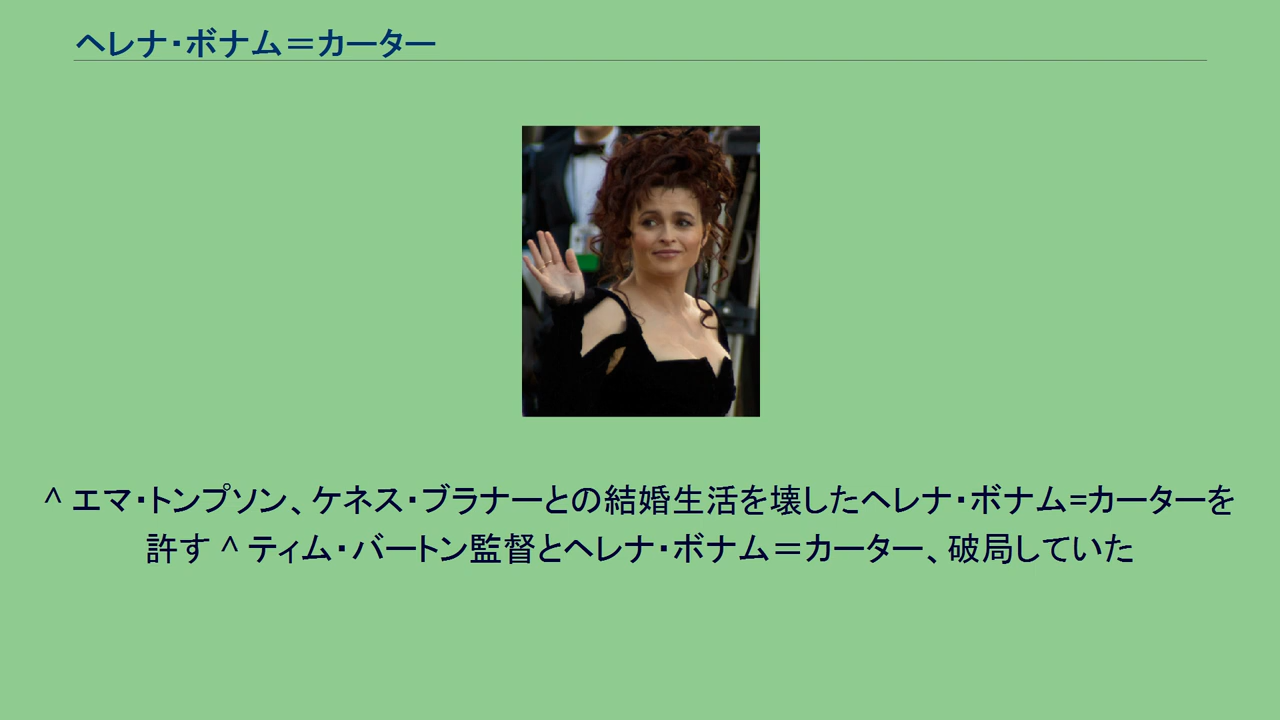 ヘレナ・ボナム＝カーター
^ エマ・トンプソン、ケネス・ブラナーとの結婚生活を壊したヘレナ・ボナム=カーターを
許す ^ ティム・バートン監督とヘレナ・ボナム＝カーター、破局していた